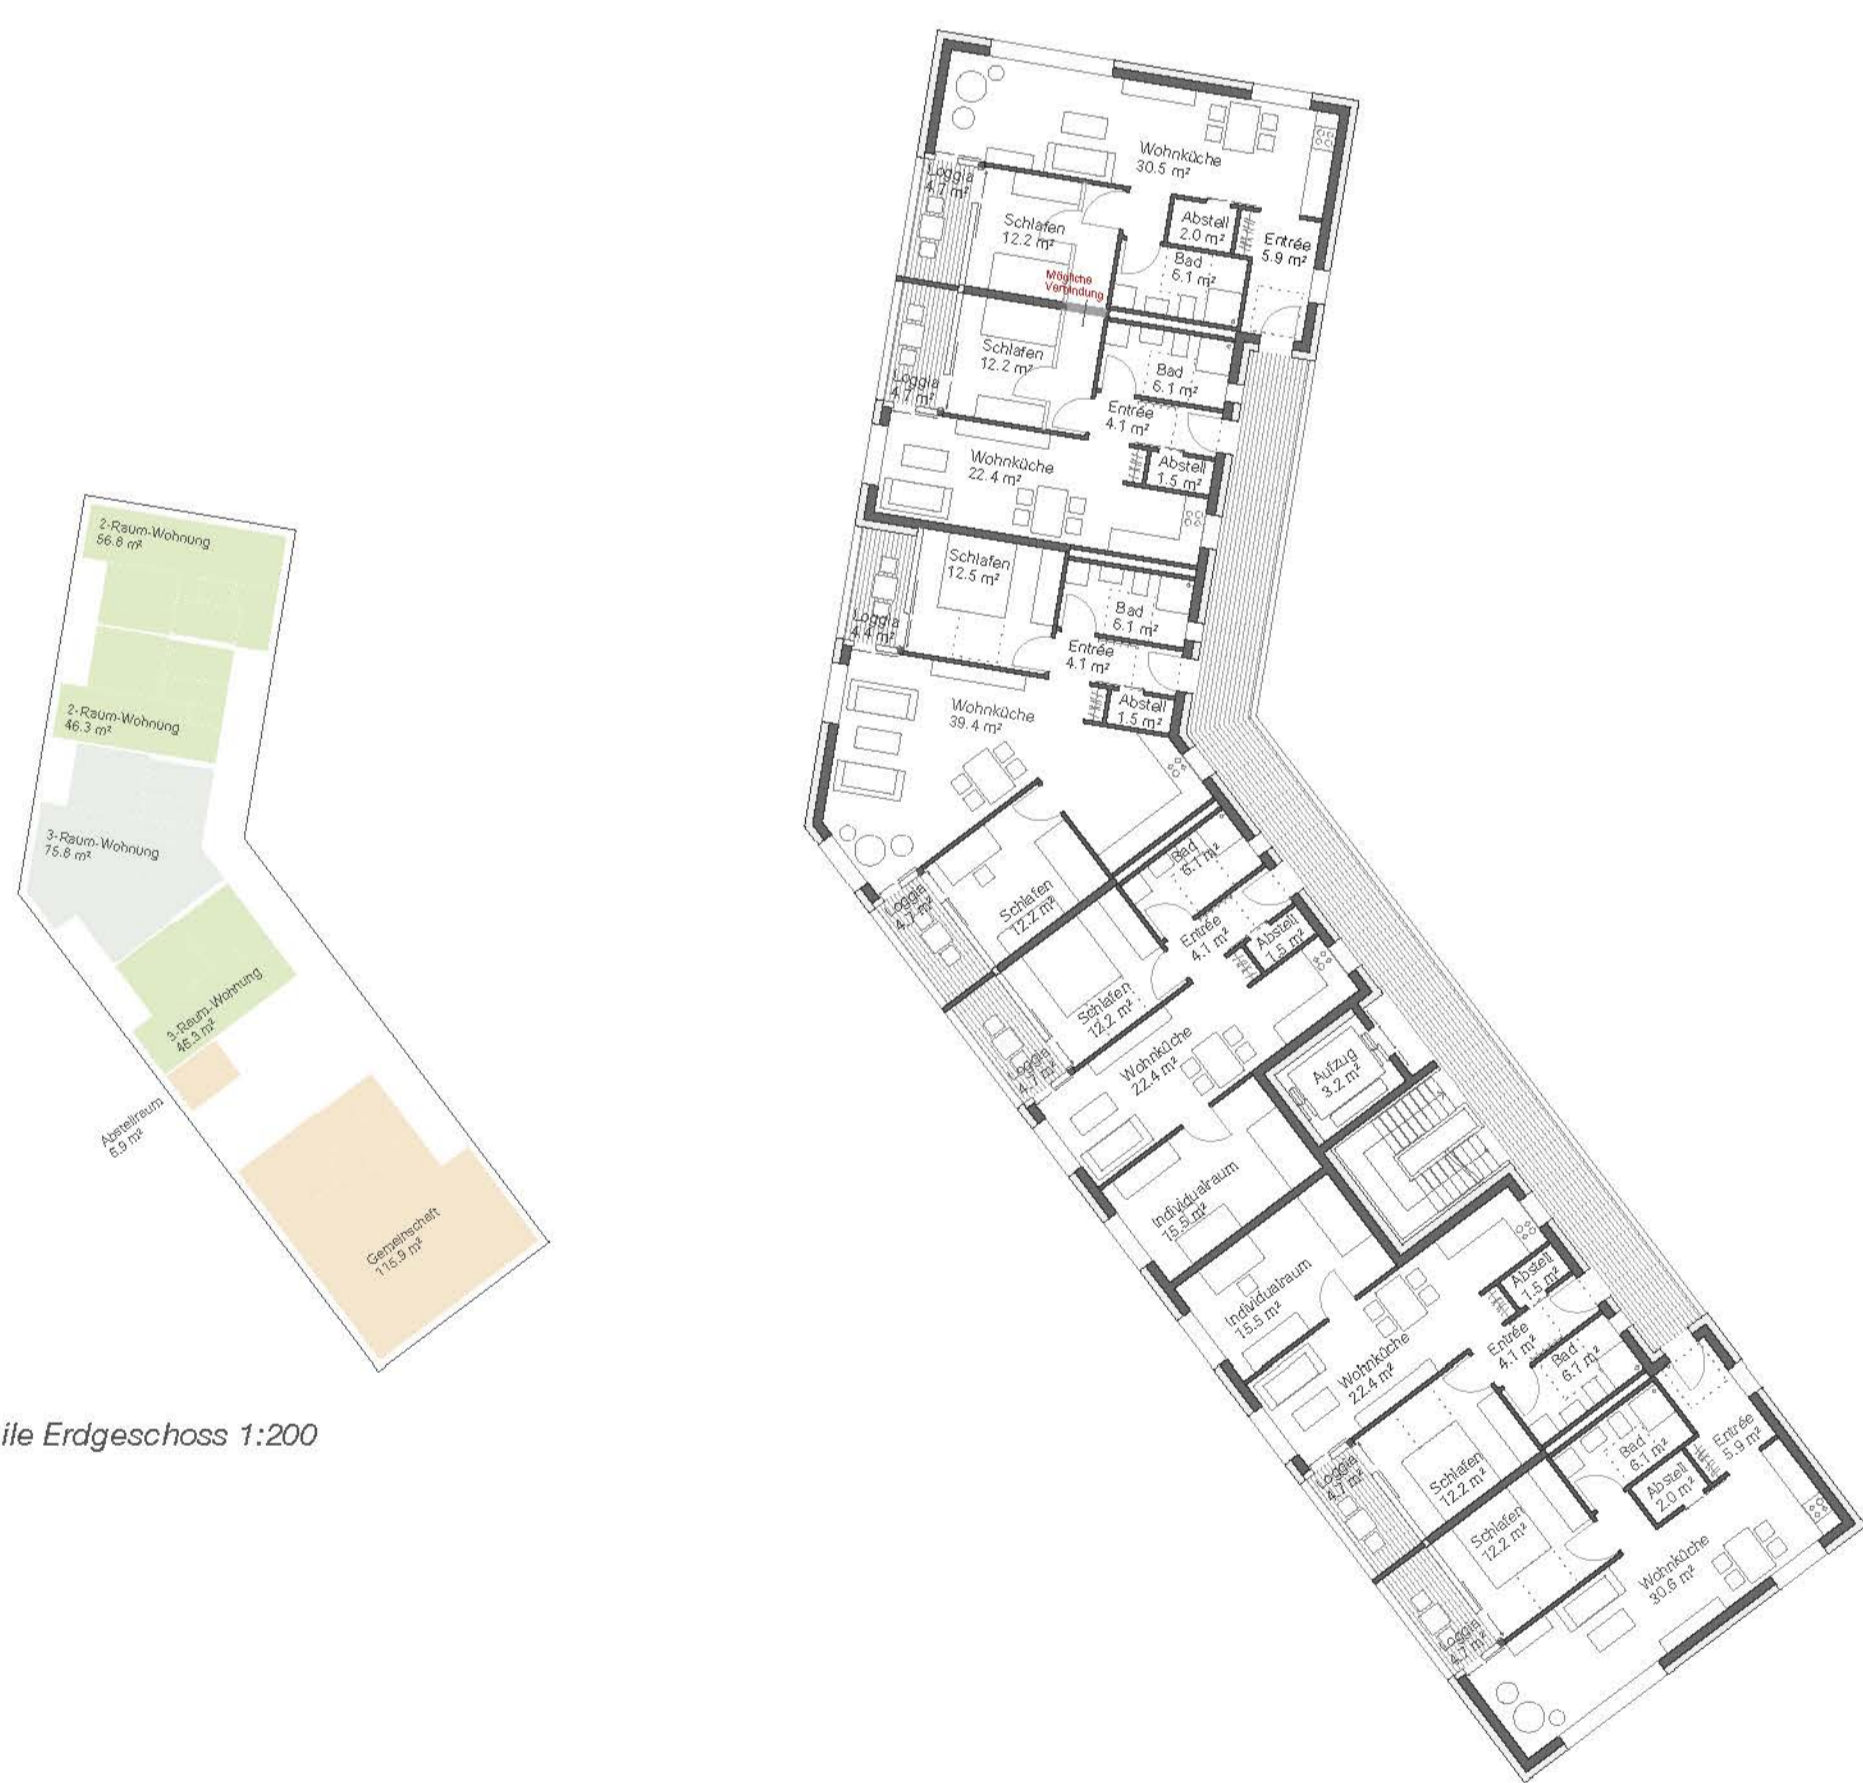 2-Raum-Wohnung
56.8 m²
2-Raum-Wohnung
46.3 m²
3-Raum-Wohnung
75.8 m²
3-Raum-Wohnung
46.3 m²
Abstellraum
6.9 m²
Gemeinschaft
115.9 m²
ile Erdgeschoss 1:200
Wohnküche
30.5 m²
Loggia
4.7 m²
Schlafen
12.2 m²
Abstell
2.0 m²
Entrée
5.9 m²
Bad
6.1 m²
Mögliche
Verbindung
Schlafen
12.2 m²
Loggia
4.7 m²
Bad
6.1 m²
Entrée
4.1 m²
Wohnküche
22.4 m²
Abstell
1.5 m²
Schlafen
12.5 m²
Loggia
4.4 m²
Bad
6.1 m²
Entrée
4.1 m²
Abstell
1.5 m²
Wohnküche
39.4 m²
Schlafen
12.2 m²
Loggia
4.7 m²
Bad
6.1 m²
Entrée
4.1 m²
Abstell
1.5 m²
Schlafen
12.2 m²
Loggia
4.7 m²
Wohnküche
22.4 m²
Aufzug
3.2 m²
Individualraum
15.5 m²
Individualraum
15.5 m²
Abstell
1.5 m²
Entrée
4.1 m²
Bad
6.1 m²
Wohnküche
22.4 m²
Loggia
4.7 m²
Schlafen
12.2 m²
Schlafen
12.2 m²
Bad
6.1 m²
Entrée
5.9 m²
Abstell
2.0 m²
Wohnküche
30.6 m²
Loggia
4.7 m²